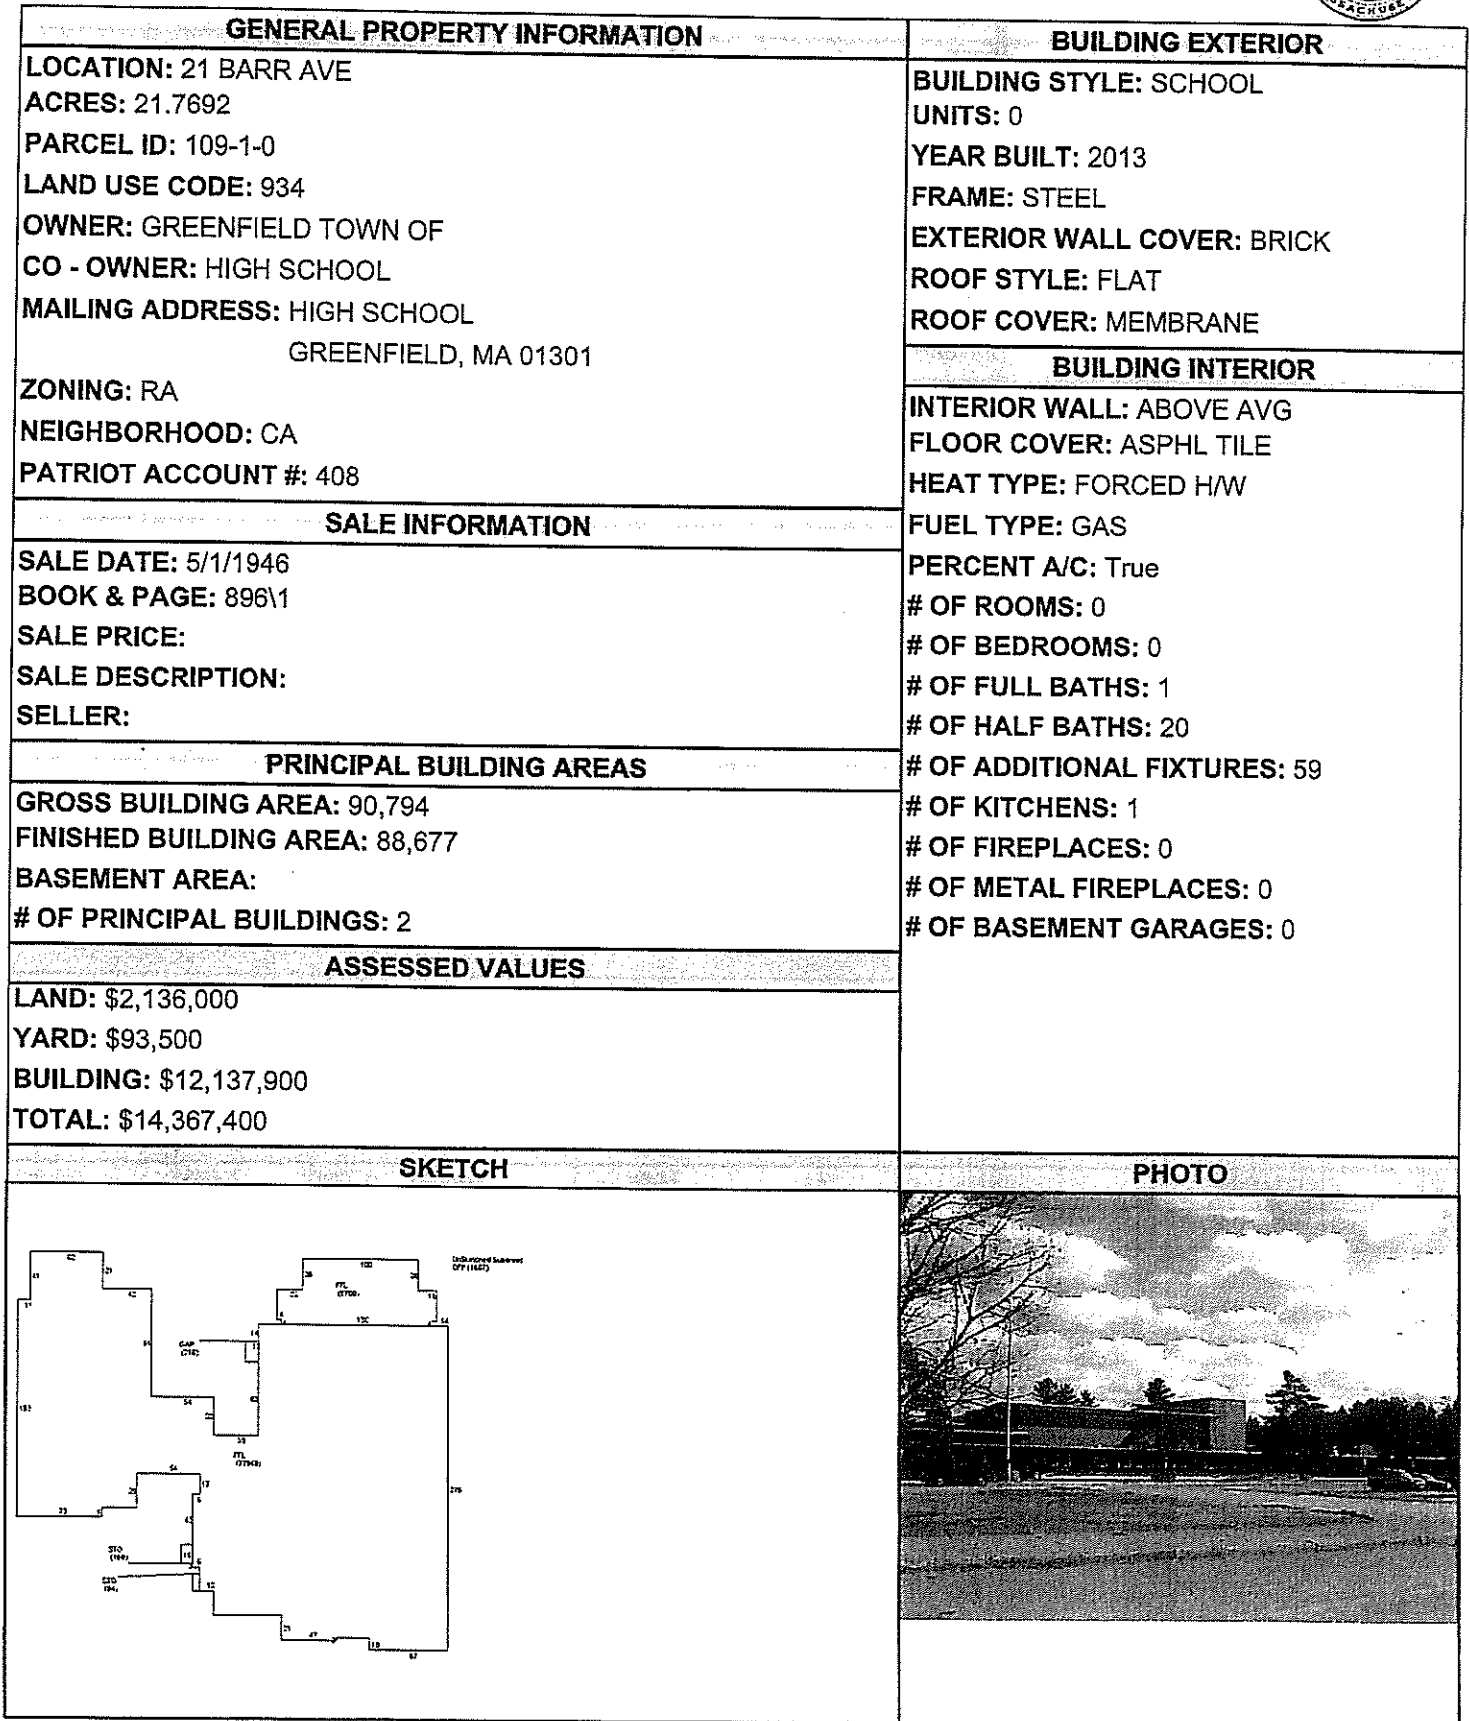 GENERAL PROPERTY INFORMATION
LOCATION: 21 BARR AVE
ACRES: 21.7692
PARCEL ID: 109-1-0
LAND USE CODE: 934
OWNER: GREENFIELD TOWN OF
CO - OWNER: HIGH SCHOOL
MAILING ADDRESS: HIGH SCHOOL
GREENFIELD, MA 01301
ZONING: RA
NEIGHBORHOOD: CA
PATRIOT ACCOUNT #: 408
SALE INFORMATION
SALE DATE: 5/1/1946
BOOK & PAGE: 896\1
SALE PRICE:
SALE DESCRIPTION:
SELLER:
PRINCIPAL BUILDING AREAS
GROSS BUILDING AREA: 90,794
FINISHED BUILDING AREA: 88,677
BASEMENT AREA:
# OF PRINCIPAL BUILDINGS: 2
ASSESSED VALUES
LAND: $2,136,000
YARD: $93,500
BUILDING: $12,137,900
TOTAL: $14,367,400
BUILDING EXTERIOR
BUILDING STYLE: SCHOOL
UNITS: 0
YEAR BUILT: 2013
FRAME: STEEL
EXTERIOR WALL COVER: BRICK
ROOF STYLE: FLAT
ROOF COVER: MEMBRANE
BUILDING INTERIOR
INTERIOR WALL: ABOVE AVG
FLOOR COVER: ASPHL TILE
HEAT TYPE: FORCED H/W
FUEL TYPE: GAS
PERCENT A/C: True
# OF ROOMS: 0
# OF BEDROOMS: 0
# OF FULL BATHS: 1
# OF HALF BATHS: 20
# OF ADDITIONAL FIXTURES: 59
# OF KITCHENS: 1
# OF FIREPLACES: 0
# OF METAL FIREPLACES: 0
# OF BASEMENT GARAGES: 0
SKETCH
100
54
PHOTO